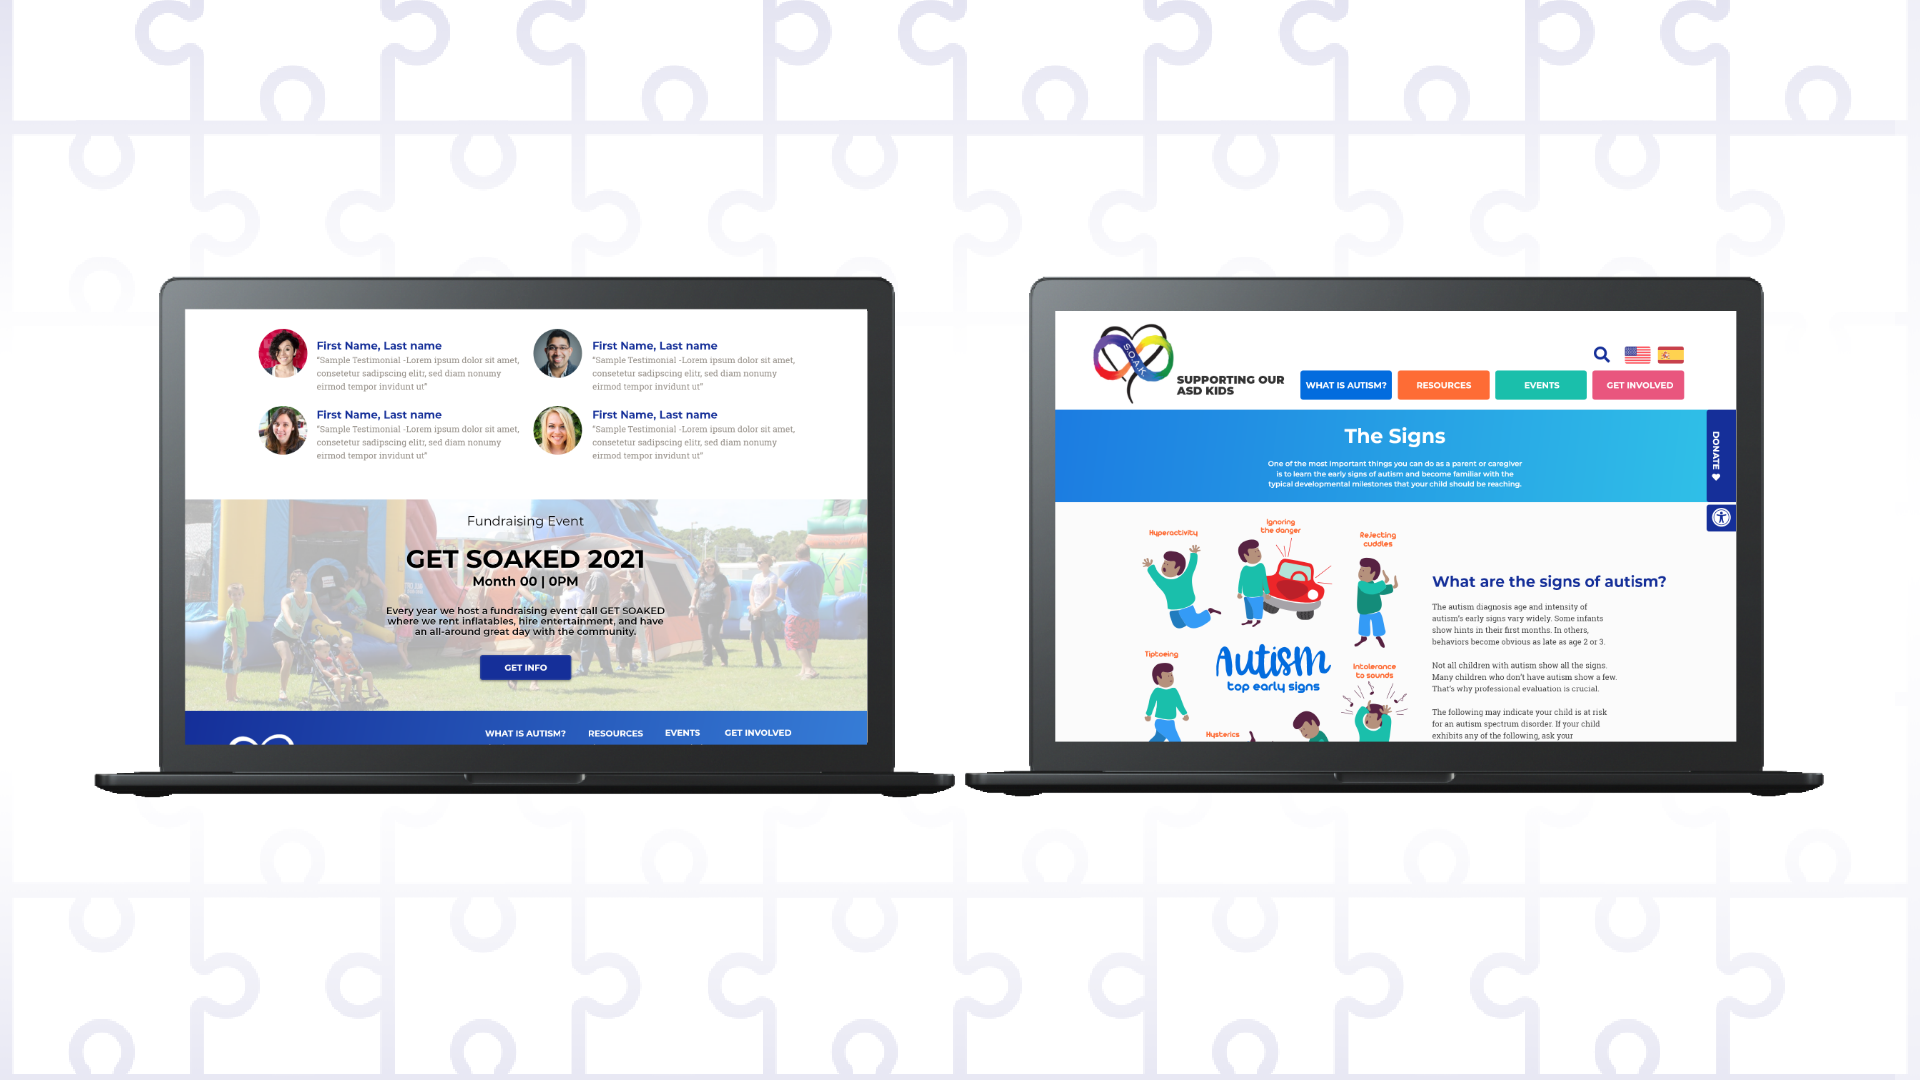 First Name, Last name
"Sample Testimonial -Lorem ipsum dolor sit amet,
consetetur sadipscing elitr, sed diam nonumy
eirmod tempor invidunt ut"
First Name, Last name
"Sample Testimonial -Lorem ipsum dolor sit amet,
consetetur sadipscing elitr, sed diam nonumy
eirmod tempor invidunt ut"
First Name, Last name
"Sample Testimonial -Lorem ipsum dolor sit amet,
consetetur sadipscing elitr, sed diam nonumy
eirmod tempor invidunt ut"
First Name, Last name
"Sample Testimonial -Lorem ipsum dolor sit amet,
consetetur sadipscing elitr, sed diam nonumy
eirmod tempor invidunt ut"
Fundraising Event
GET SOAKED 2021
Month 00 | 0PM
Every year we host a fundraising event call GET SOAKED
where we rent inflatables, hire entertainment, and have
an all-around great day with the community.
GET INFO
WHAT IS AUTISM? RESOURCES EVENTS GET INVOLVED
S.O.A.K
SUPPORTING OUR
ASD KIDS
WHAT IS AUTISM? RESOURCES EVENTS GET INVOLVED
The Signs
One of the most important things you can do as a parent or caregiver
is to learn the early signs of autism and become familiar with the
typical developmental milestones that your child should be reaching.
DONATE
Hyperactivity
Ignoring
the danger
Rejecting
cuddles
Tiptoeing
Autism
top early signs
Intolerance
to sounds
Hysterics
What are the signs of autism?
The autism diagnosis age and intensity of
autism's early signs vary widely. Some infants
show hints in their first months. In others,
behaviors become obvious as late as age 2 or 3.
Not all children with autism show all the signs.
Many children who don't have autism show a few.
That's why professional evaluation is crucial.
The following may indicate your child is at risk
for an autism spectrum disorder. If your child
exhibits any of the following, ask your